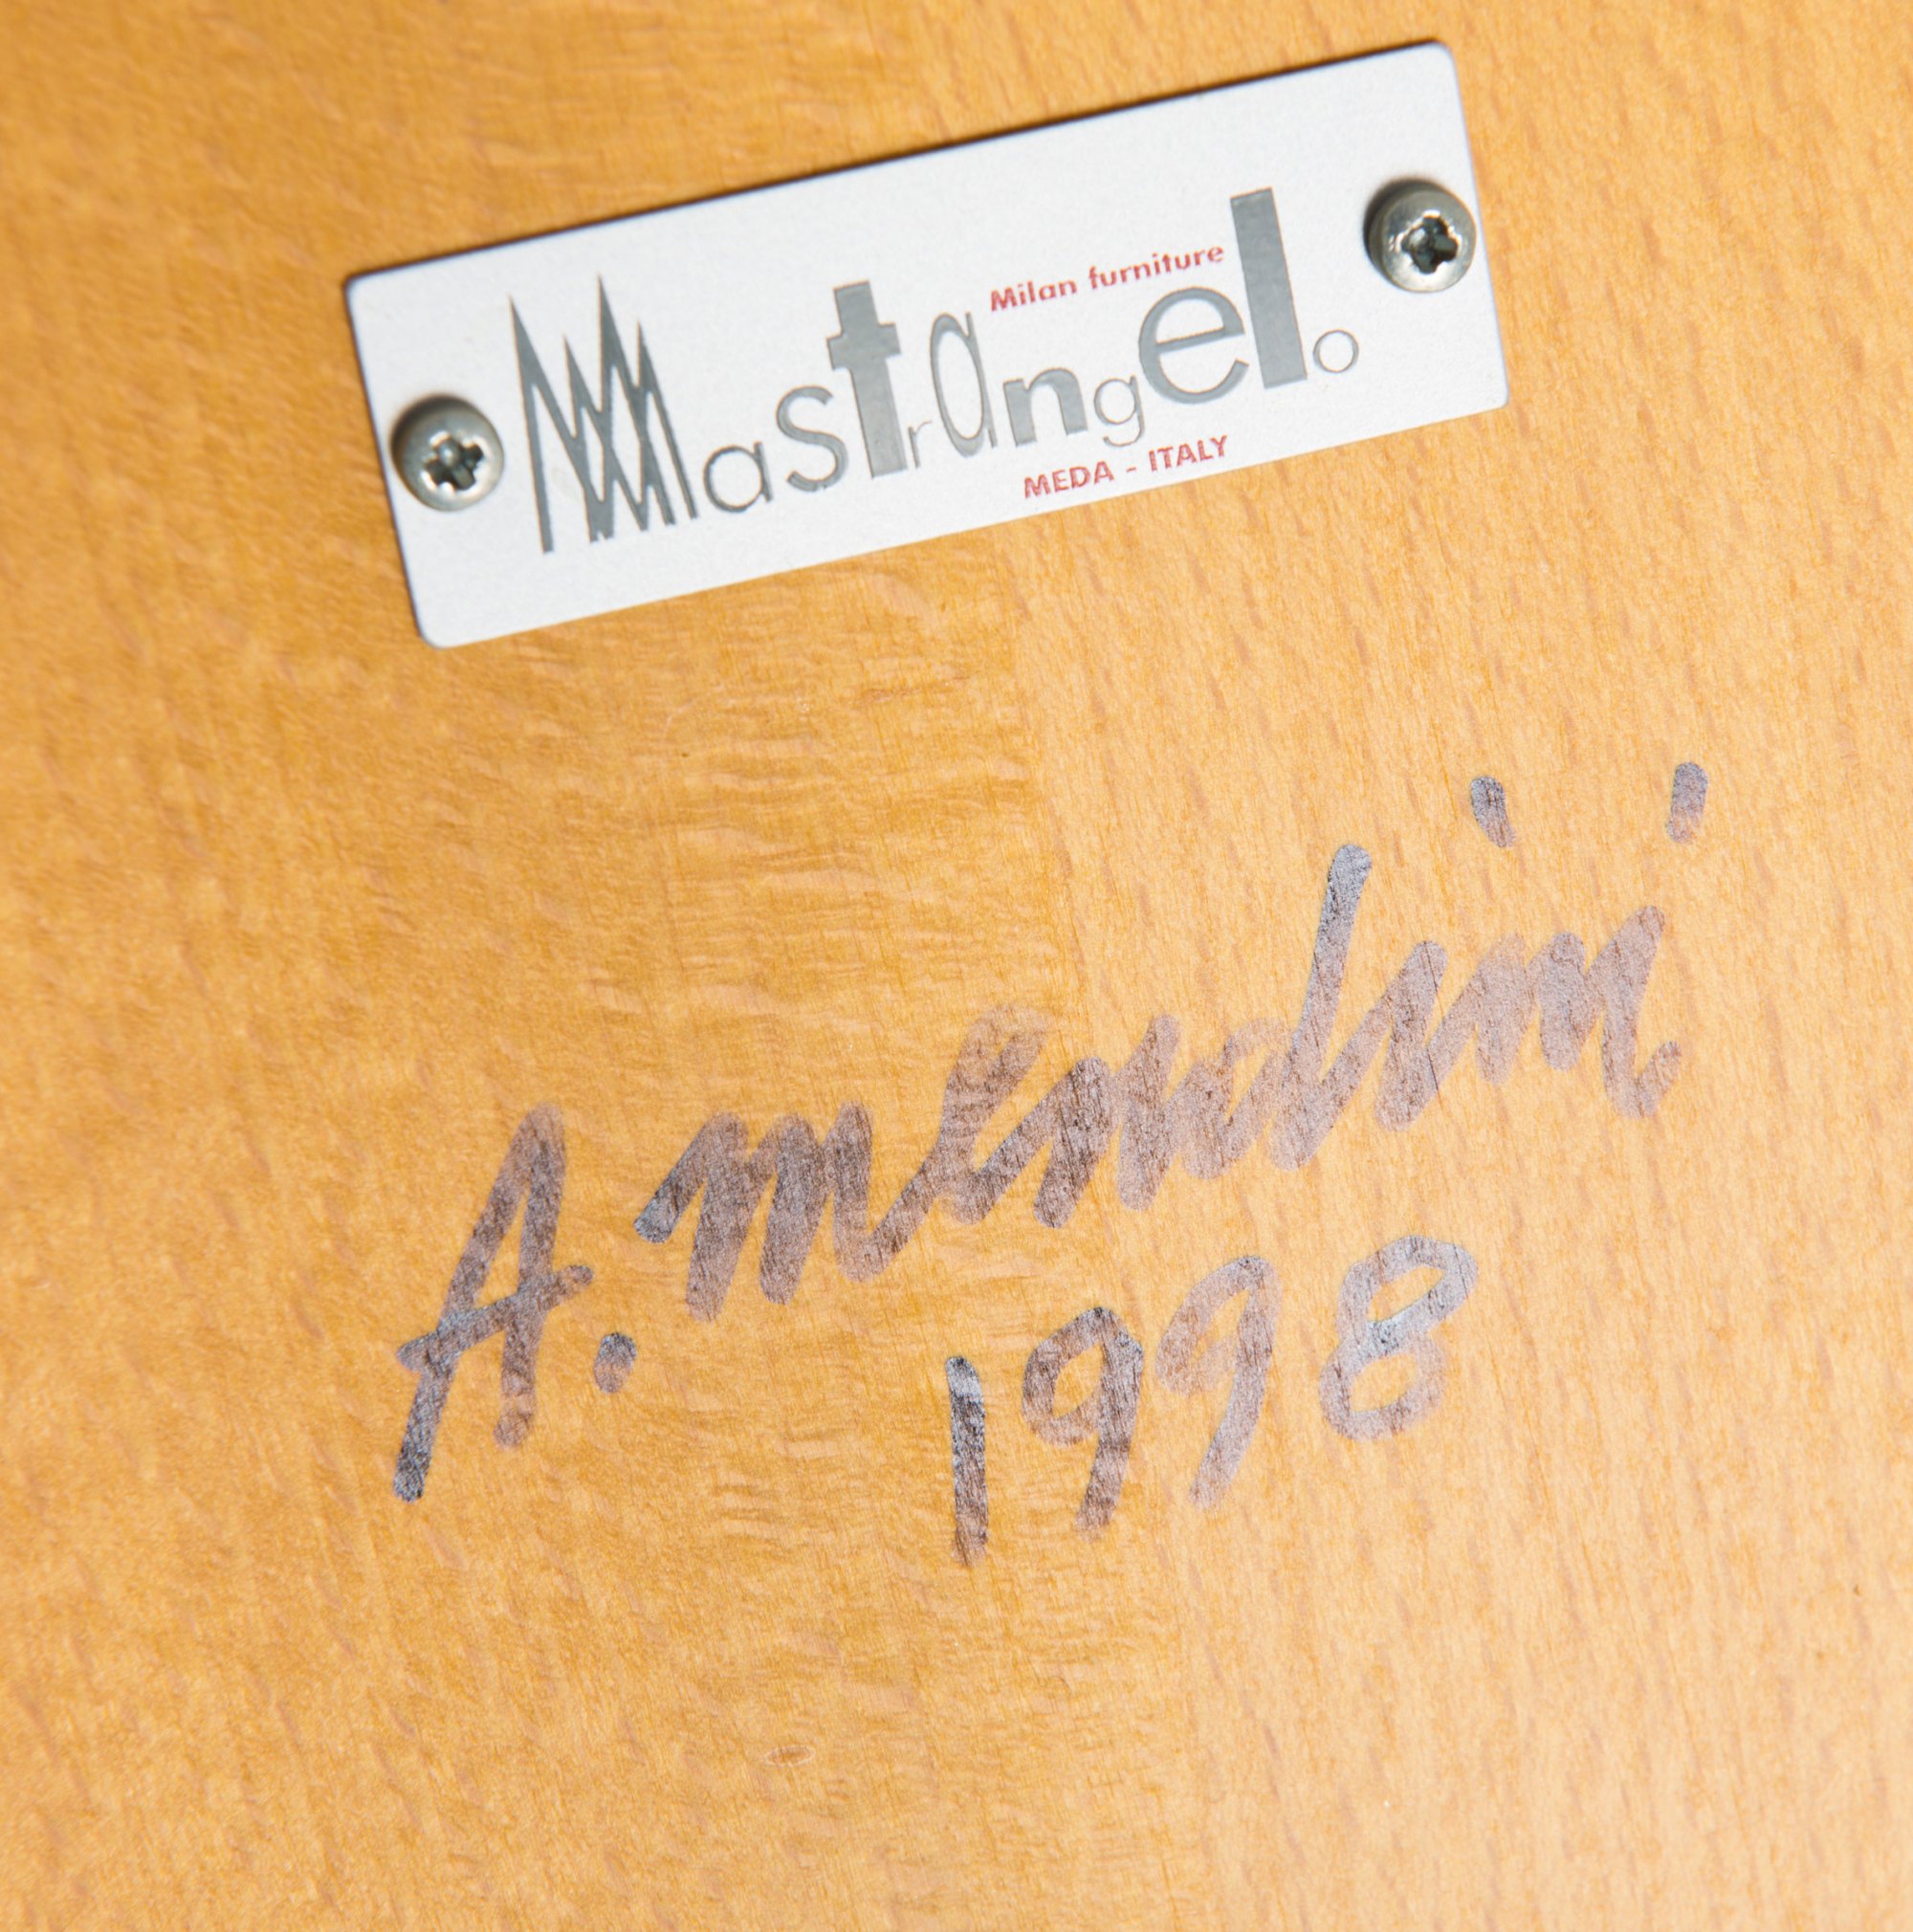 Milan furniture
Mastrangelo
MEDA - ITALY
A. mendini
1998